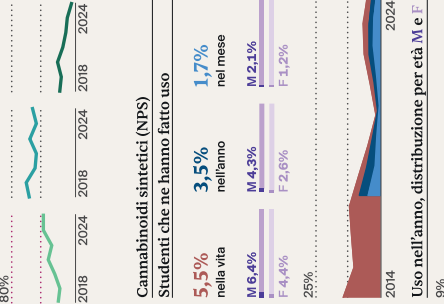 80%
2018
2024
2018
2024
2018
2024
Cannabinoidi sintetici (NPS)
Studenti che ne hanno fatto uso
5,5%
nella vita
M 6,4%
F 4,4%
3,5%
nell'anno
M 4,3%
F 2,6%
1,7%
nel mese
M 2,1%
F 1,2%
25%
2014
2024
Uso nell'anno, distribuzione per età M e F
9%